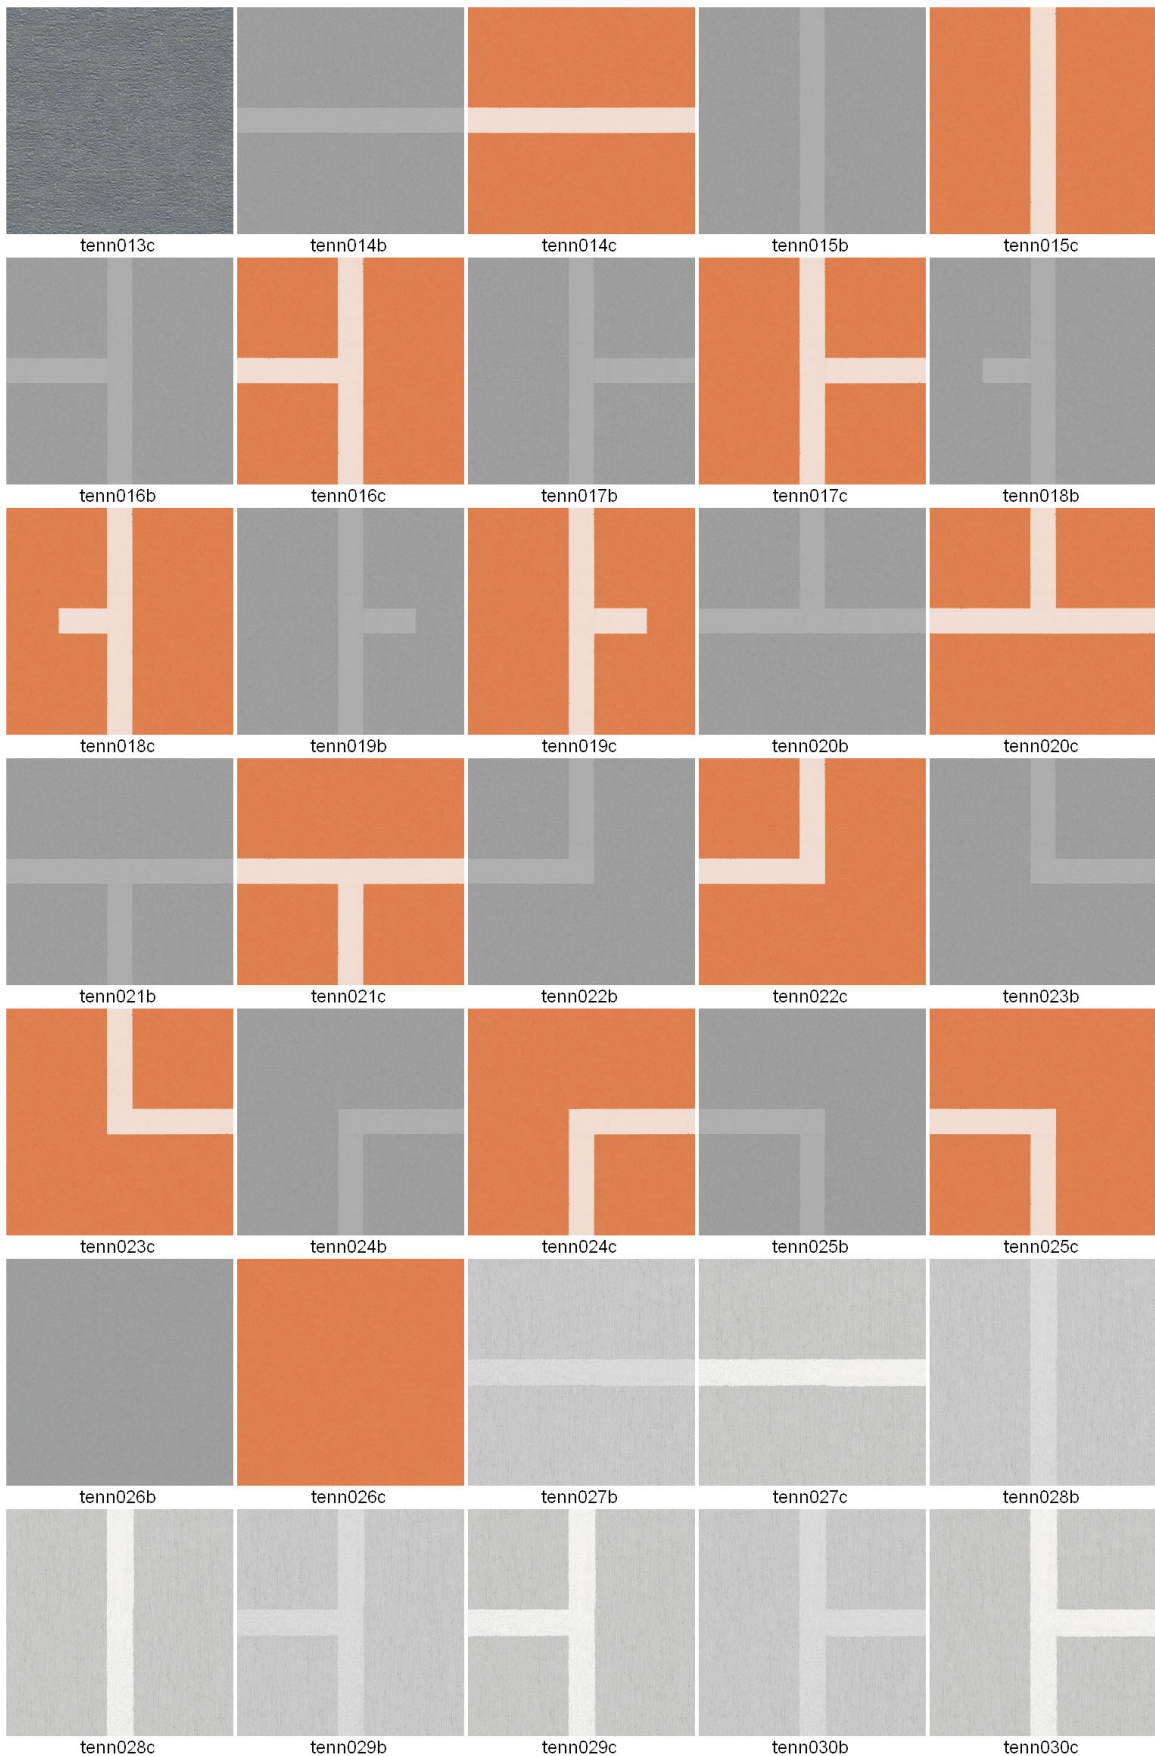 tenn013c tenn014b tenn014c tenn015b tenn015c
tenn016b tenn016c tenn017b tenn017c tenn018b
tenn018c tenn019b tenn019c tenn020b tenn020c
tenn021b tenn021c tenn022b tenn022c tenn023b
tenn023c tenn024b tenn024c tenn025b tenn025c
tenn026b tenn026c tenn027b tenn027c tenn028b
tenn028c tenn029b tenn029c tenn030b tenn030c